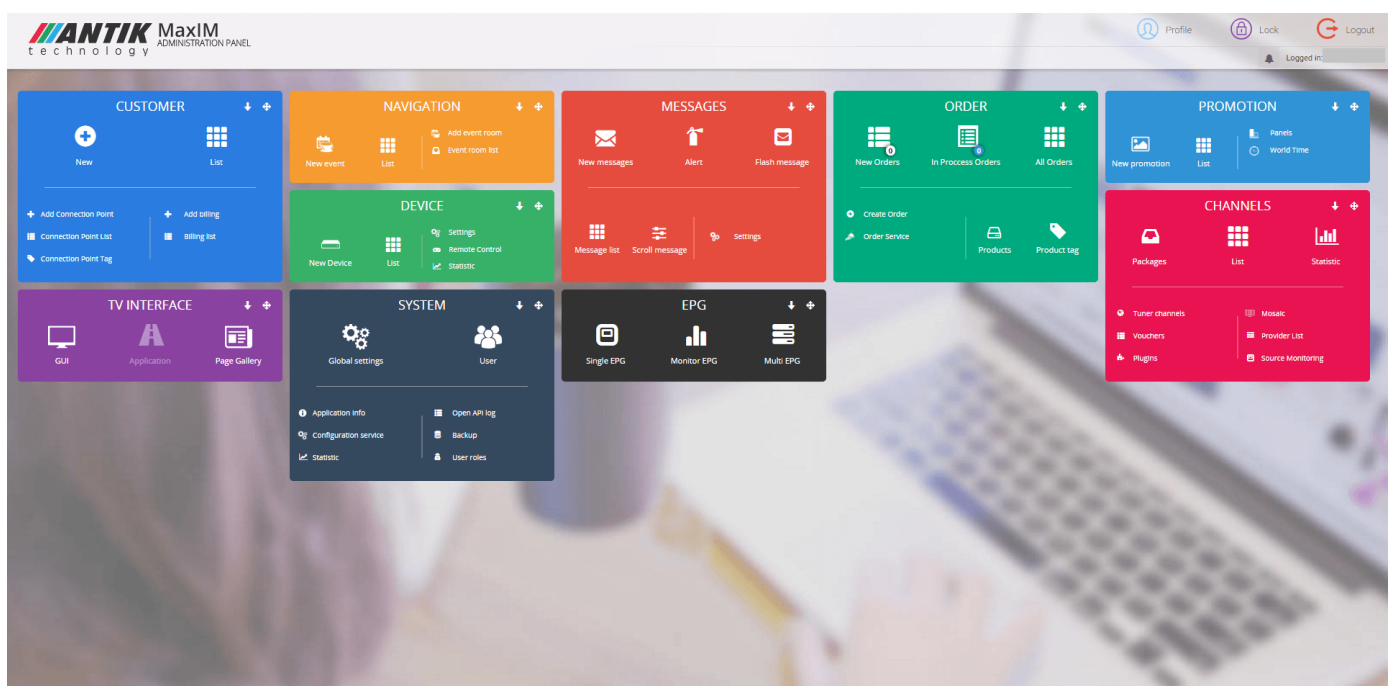 ANTIK MaxIM
technology ADMINISTRATION PANEL
Profile
Lock
Logout
Logged in:
CUSTOMER
New
List
Add Connection Point
Connection Point List
Connection Point Tag
Add billing
Billing list
NAVIGATION
New event
List
Add event room
Event room list
DEVICE
New Device
List
Settings
Remote Control
Statistic
MESSAGES
New messages
Alert
Flash message
Message list
Scroll message
Settings
ORDER
0
New Orders
0
In Proccess Orders
All Orders
Create Order
Order Service
Products
Product tag
PROMOTION
New promotion
List
Panels
World Time
CHANNELS
Packages
List
Statistic
Tuner channels
Vouchers
Plugins
Mosaic
Provider List
Source Monitoring
TV INTERFACE
GUI
Application
Page Gallery
SYSTEM
Global settings
User
Application info
Configuration service
Statistic
Open API log
Backup
User roles
EPG
Single EPG
Monitor EPG
Multi EPG